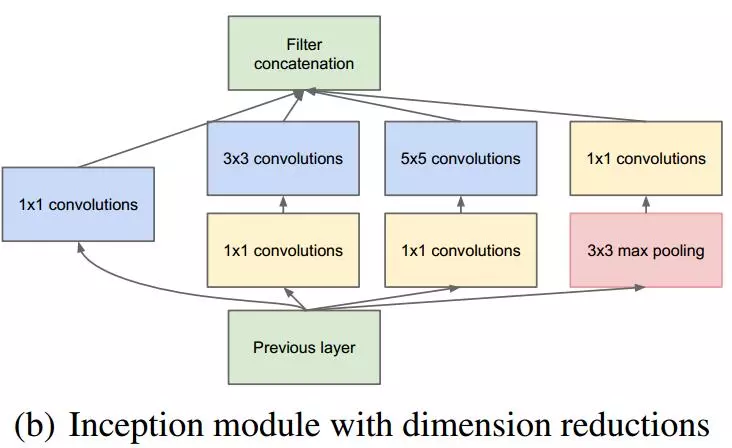 Filter
concatenation
3x3 convolutions
5x5 convolutions
1x1 convolutions
1x1 convolutions
1x1 convolutions
1x1 convolutions
3x3 max pooling
Previous layer
(b) Inception module with dimension reductions